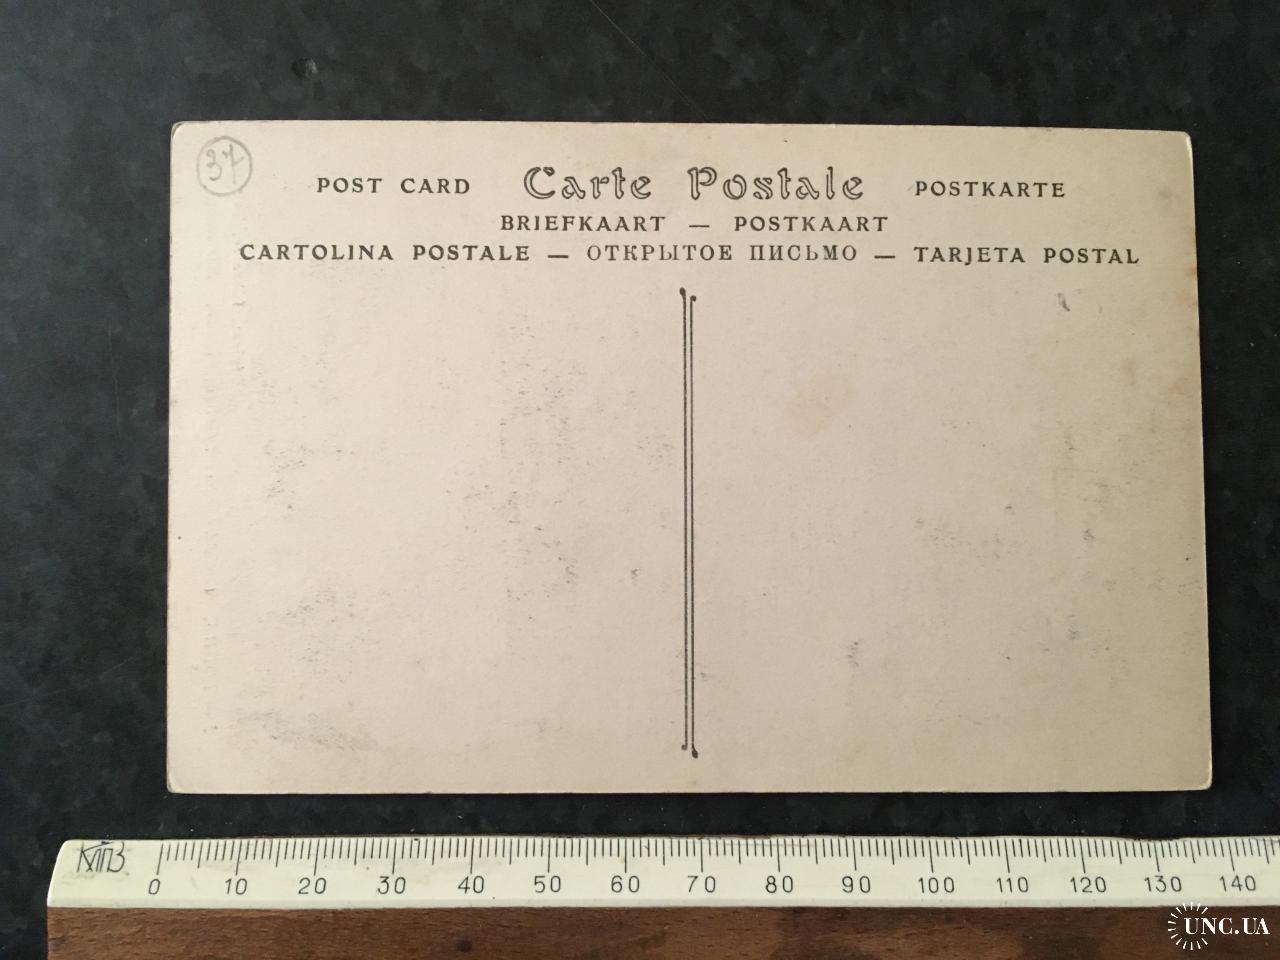 37
POST CARD Carte Postale POSTKARTE
BRIEFKAART — POSTKAART
CARTOLINA POSTALE — ОТКРЫТОЕ ПИСЬМО — TARJETA POSTAL
КПЗ
0 10 20 30 40 50 60 70 80 90 100 110 120 130 140
UNC.UA